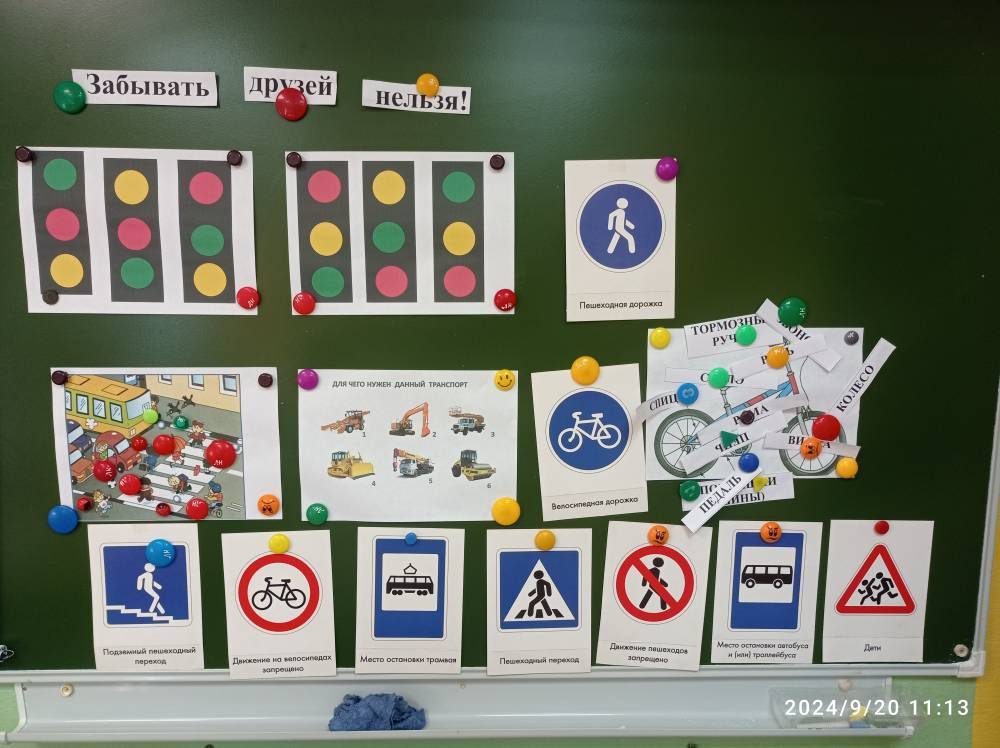 Забывать друзей нельзя!
Пешеходная дорожка
ТОРМОЗНЫ
РУЧ
КОЛЕСО
СПИЦ
РАМА
ПЕДАЛЬ
ДЛЯ ЧЕГО НУЖЕН ДАННЫЙ ТРАНСПОРТ
1 2 3
4 5 6
Велосипедная дорожка
Подземный пешеходный
переход
Движение на велосипедах
запрещено
Место остановки трамвая
Пешеходный переход
Движение пешеходов
запрещено
Место остановки автобуса
и (или) троллейбуса
Дети
2024/9/20 11:13